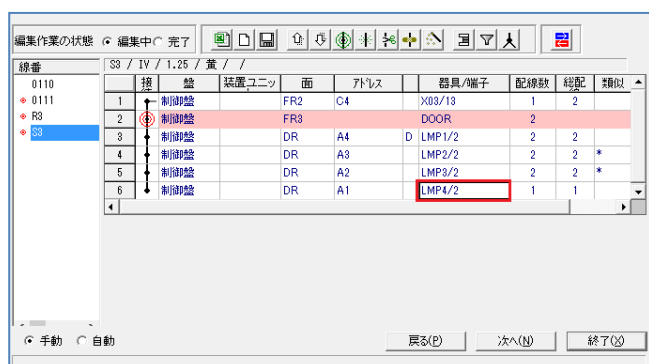 編集作業の状態 編集中 完了
線番 S3 / IV / 1.25 / 黄 / /
0110
0111
R3
S3
盤 装置ユニッ 面 ｱﾄﾞﾚｽ 器具/端子 配線数 総配 類似
1 制御盤 FR2 C4 X03/13 1 2
2 制御盤 FR3 DOOR 2
3 制御盤 DR A4 D LMP1/2 2 2
4 制御盤 DR A3 LMP2/2 2 2 *
5 制御盤 DR A2 LMP3/2 2 2 *
6 制御盤 DR A1 LMP4/2 1 1
手動 自動 戻る(P) 次へ(N) 終了(X)